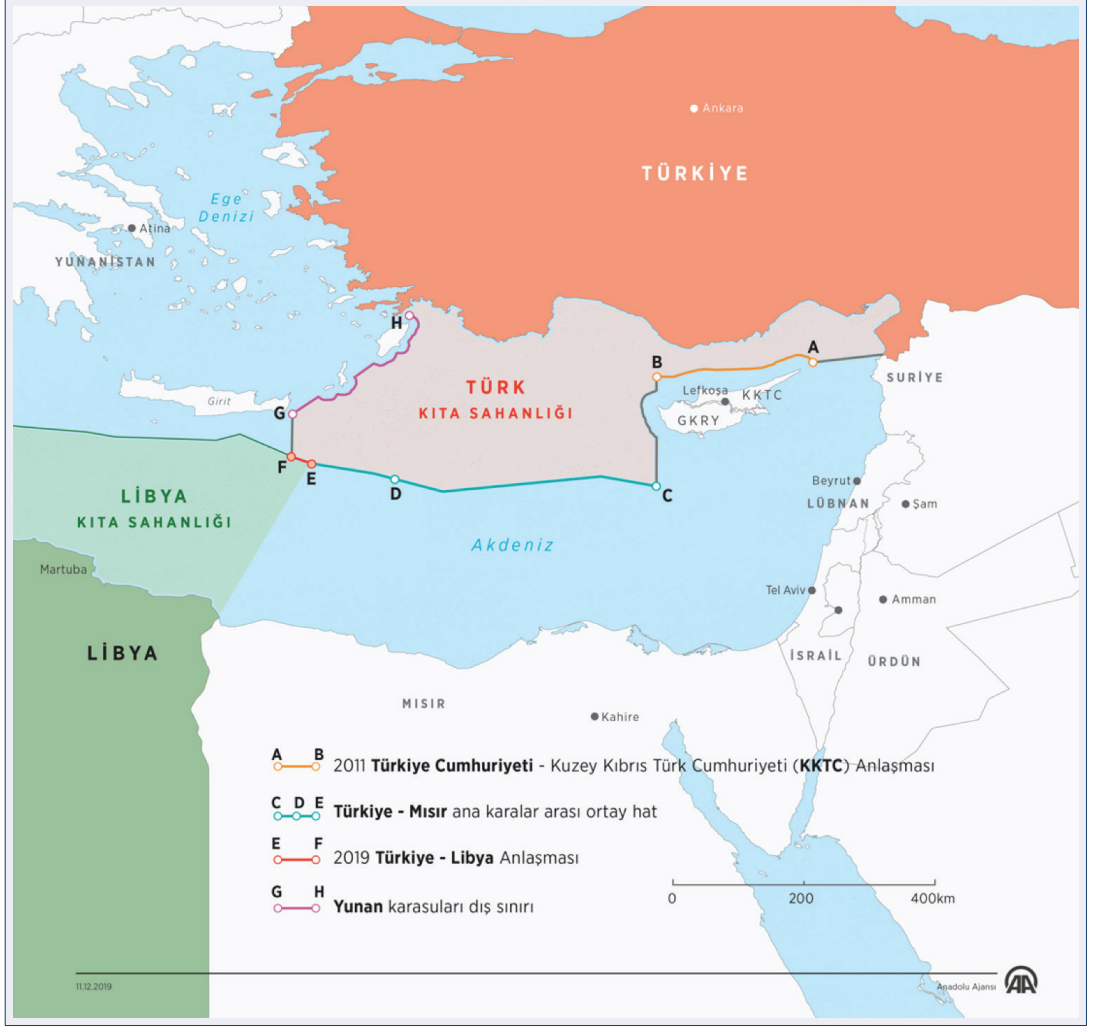 Ankara
TÜRKİYE
Ege
Denizi
Atina
YUNANİSTAN
H
A
B
SURİYE
TÜRK
KITA SAHANLIĞI
Lefkoşa
KKTC
Girit
G
GKRY
F
E
D
C
Beyrut
LÜBNAN
Şam
LİBYA
KITA SAHANLIĞI
Akdeniz
Martuba
Tel Aviv
Amman
LİBYA
İSRAİL
ÜRDÜN
MISIR
Kahire
A B
2011 Türkiye Cumhuriyeti - Kuzey Kıbrıs Türk Cumhuriyeti (KKTC) Anlaşması
C D E
Türkiye - Mısır ana karalar arası ortay hat
E F
2019 Türkiye - Libya Anlaşması
G H
Yunan karasuları dış sınırı
0 200 400km
11.12.2019
Anadolu Ajansı AA